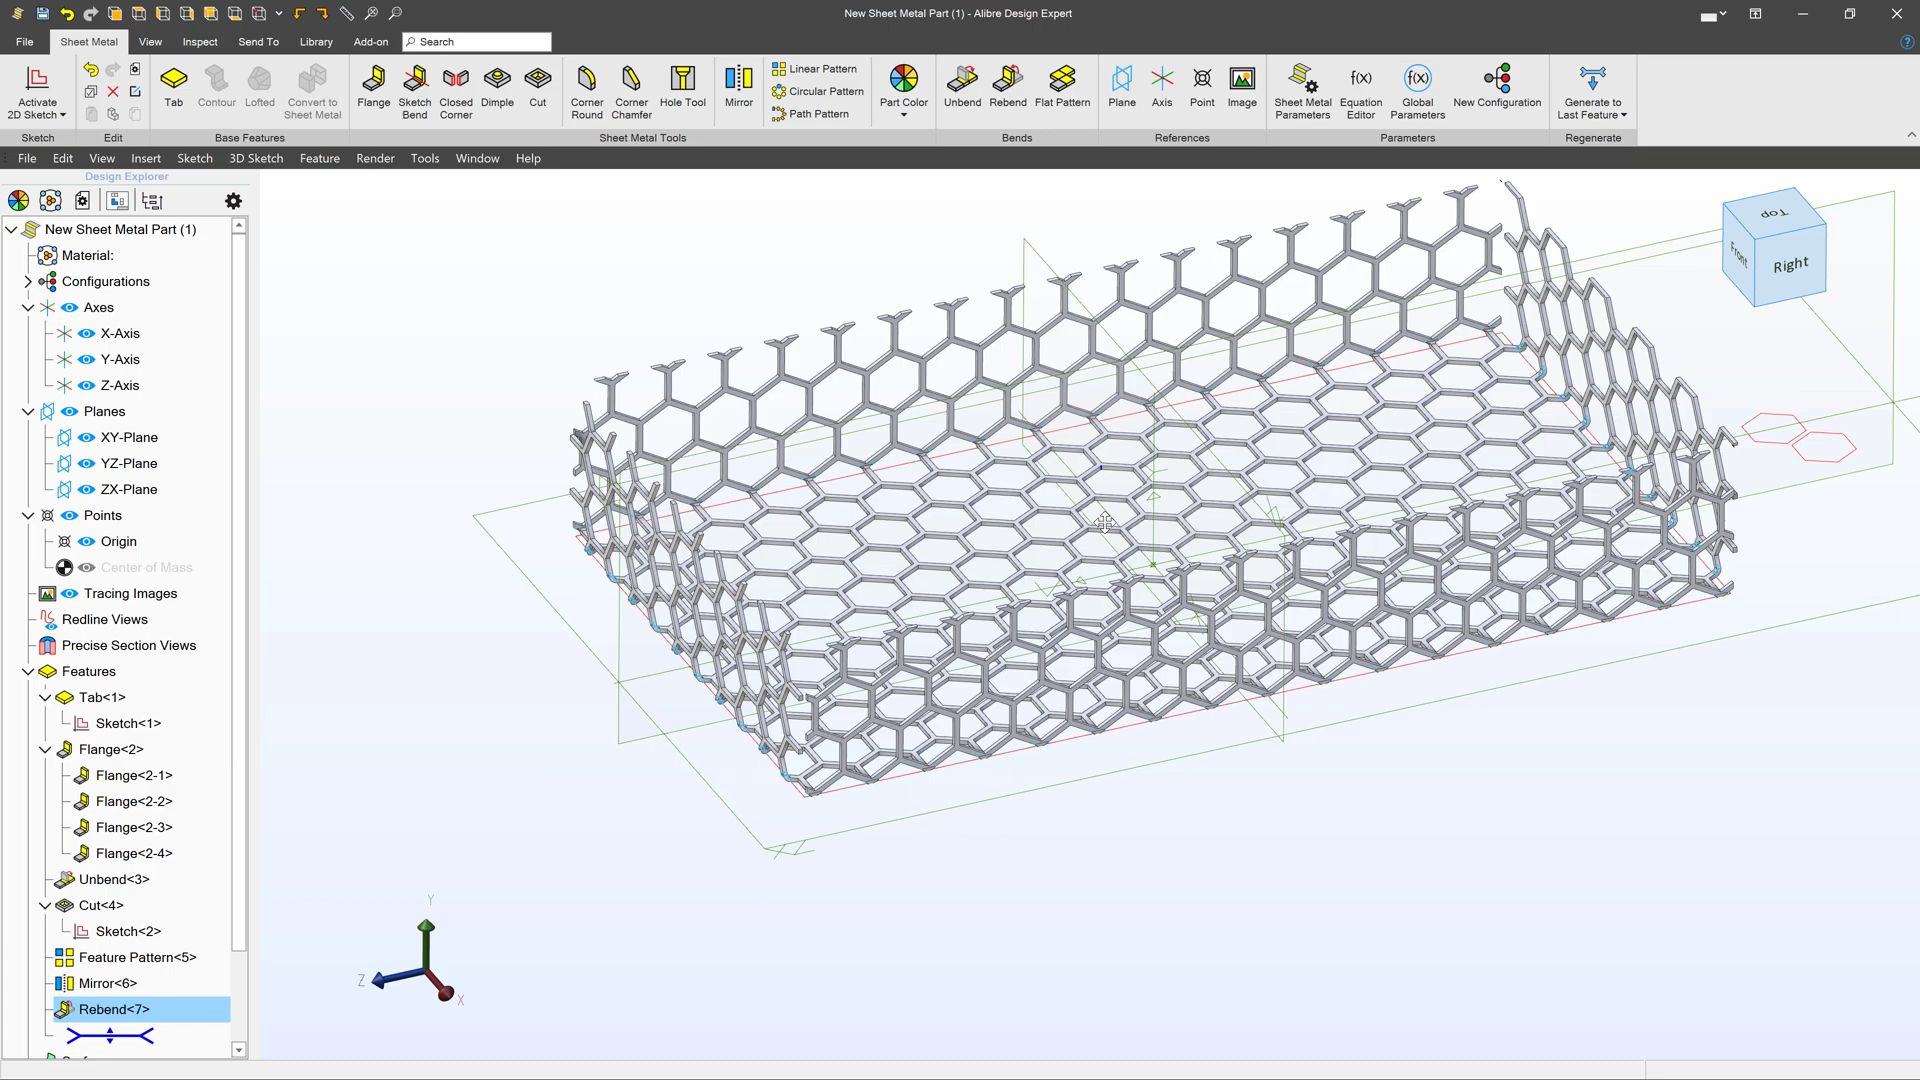 New Sheet Metal Part (1) - Alibre Design Expert
File Sheet Metal View Inspect Send To Library Add-on Search
Activate
2D Sketch
Tab Contour Lofted Convert to
Sheet Metal
Flange Sketch
Bend
Closed
Corner
Dimple Cut Corner
Round
Corner
Chamfer
Hole Tool Mirror
Linear Pattern
Circular Pattern
Path Pattern
Part Color
Unbend Rebend Flat Pattern
Plane Axis Point Image
Sheet Metal
Parameters
f(x)
Equation
Editor
f(x)
Global
Parameters
New Configuration
Generate to
Last Feature
Sketch Edit Base Features Sheet Metal Tools Bends References Parameters Regenerate
File Edit View Insert Sketch 3D Sketch Feature Render Tools Window Help
Design Explorer
New Sheet Metal Part (1)
Material:
Configurations
Axes
X-Axis
Y-Axis
Z-Axis
Planes
XY-Plane
YZ-Plane
ZX-Plane
Points
Origin
Center of Mass
Tracing Images
Redline Views
Precise Section Views
Features
Tab<1>
Sketch<1>
Flange<2>
Flange<2-1>
Flange<2-2>
Flange<2-3>
Flange<2-4>
Unbend<3>
Cut<4>
Sketch<2>
Feature Pattern<5>
Mirror<6>
Rebend<7>
Top
Front
Right
Y
Z
X